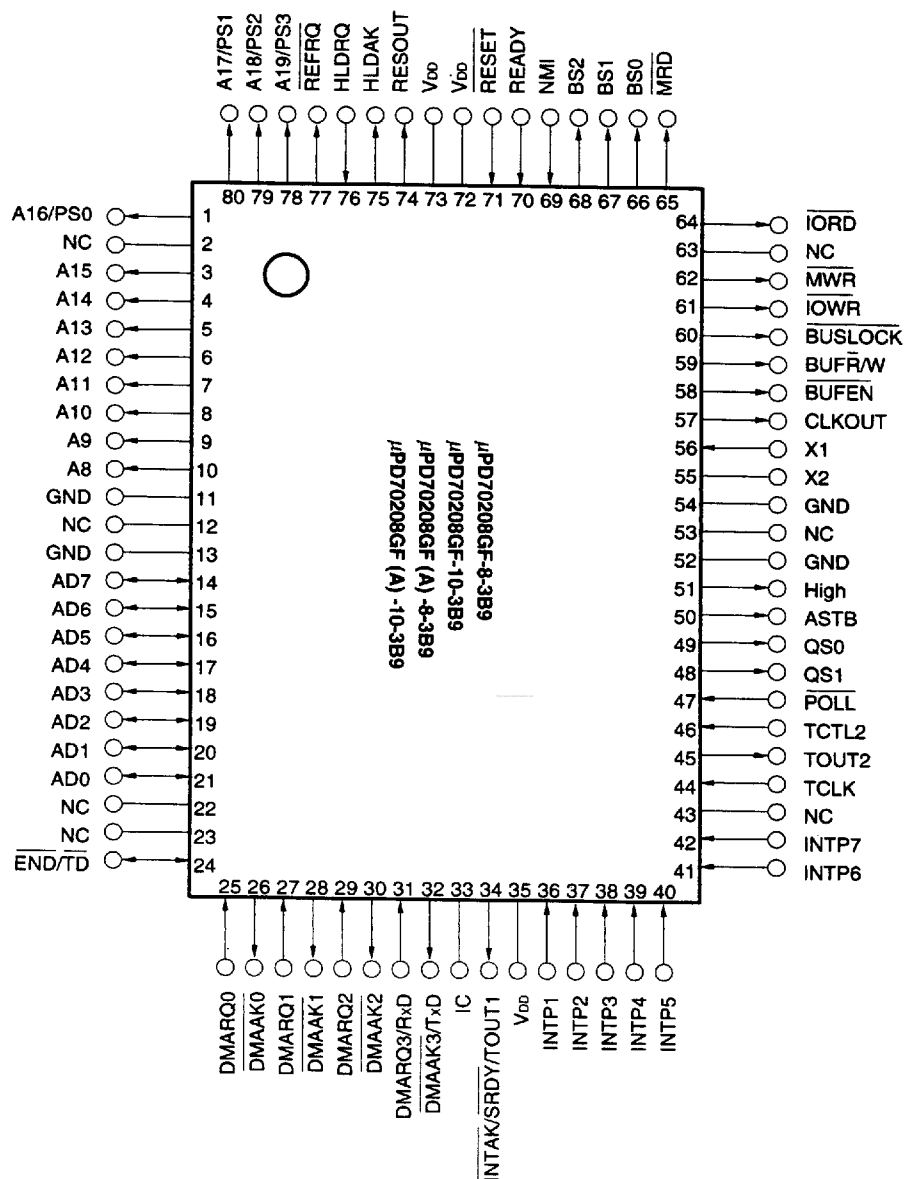 A17/PS1
A18/PS2
A19/PS3
REFRQ
HLDRQ
HLDAK
RESOUT
VDD
VDD
RESET
READY
NMI
BS2
BS1
BS0
MRD
80 79 78 77 76 75 74 73 72 71 70 69 68 67 66 65
A16/PS0 1
NC 2
A15 3
A14 4
A13 5
A12 6
A11 7
A10 8
A9 9
A8 10
GND 11
NC 12
GND 13
AD7 14
AD6 15
AD5 16
AD4 17
AD3 18
AD2 19
AD1 20
AD0 21
NC 22
NC 23
END/TD 24
μPD70208GF-8-3B9
μPD70208GF-10-3B9
μPD70208GF (A) -8-3B9
μPD70208GF (A) -10-3B9
64 IORD
63 NC
62 MWR
61 IOWR
60 BUSLOCK
59 BUFR/W
58 BUFEN
57 CLKOUT
56 X1
55 X2
54 GND
53 NC
52 GND
51 High
50 ASTB
49 QS0
48 QS1
47 POLL
46 TCTL2
45 TOUT2
44 TCLK
43 NC
42 INTP7
41 INTP6
25 26 27 28 29 30 31 32 33 34 35 36 37 38 39 40
DMARQ0
DMAAK0
DMARQ1
DMAAK1
DMARQ2
DMAAK2
DMARQ3/RxD
DMAAK3/TxD
IC
INTAK/SRDY/TOUT1
VDD
INTP1
INTP2
INTP3
INTP4
INTP5